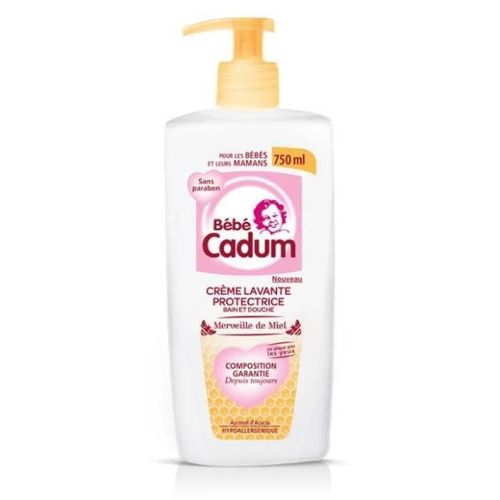 POUR LES BÉBÉS
ET LEURS MAMANS
750 ml
Sans
paraben
Bébé
Cadum
Nouveau
CRÈME LAVANTE
PROTECTRICE
BAIN ET DOUCHE
Merveille de Miel
ne pique pas
les yeux
COMPOSITION
GARANTIE
Depuis toujours
Au miel d'Acacia
HYPOALLERGÉNIQUE